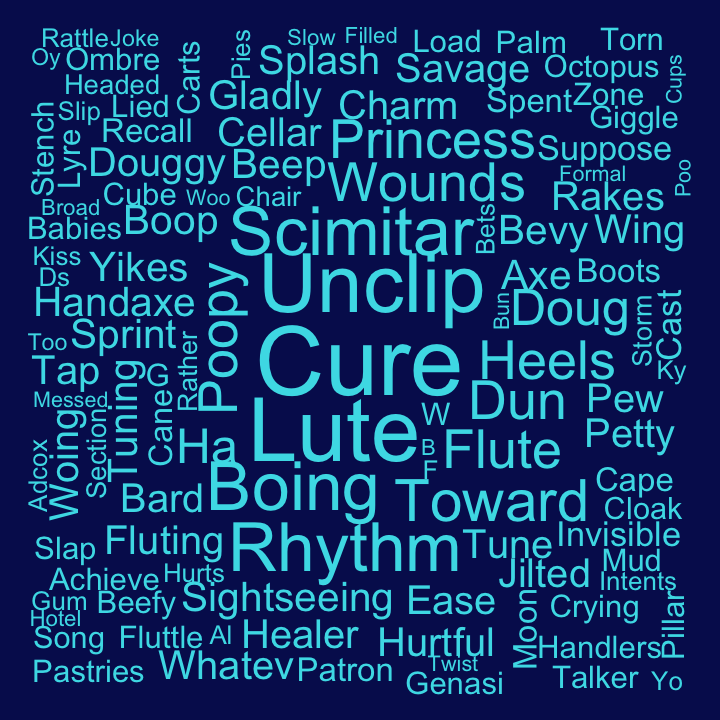 Rattle Joke Pies Slow Filled Load Palm Torn
Oy Ombre Carts Splash Savage Octopus Cups
Headed Gladly Charm Spent Zone Giggle
Stench Slip Lied Recall Cellar Princess Suppose
Lyre Douggy Beep Wounds Formal Rakes Poo
Cube Woo Chair
Broad Babies Boop Scimitar Bets Bevy Wing
Kiss Ds Yikes Unclip Axe Boots
Handaxe Poopy Bun Doug Storm Cast
Too Sprint Rather Cure Heels Ky
Tap Tuning G Cane Dun Pew
Messed Woing Section Ha Lute W B F Flute Petty
Adcox Bard Boing Toward Cape Cloak
Slap Fluting Rhythm Tune Invisible
Achieve Hurts Jilted Mud Intents
Gum Beefy Sightseeing Ease Moon Crying Pillar
Hotel Song Fluttle Al Healer Hurtful Handlers
Pastries Whatev Patron Twist Genasi Talker Yo